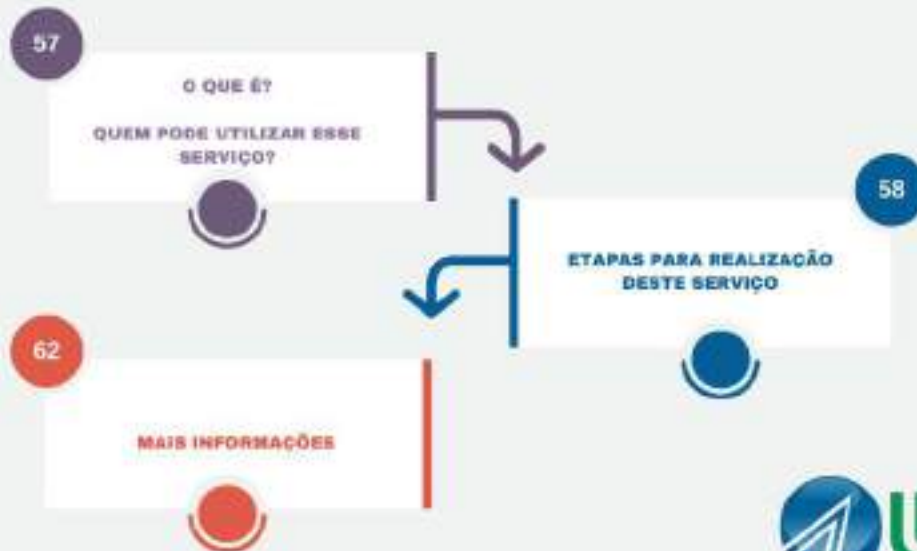 57
O QUE É?
QUEM PODE UTILIZAR ESSE
SERVIÇO?
58
ETAPAS PARA REALIZAÇÃO
DESTE SERVIÇO
62
MAIS INFORMAÇÕES